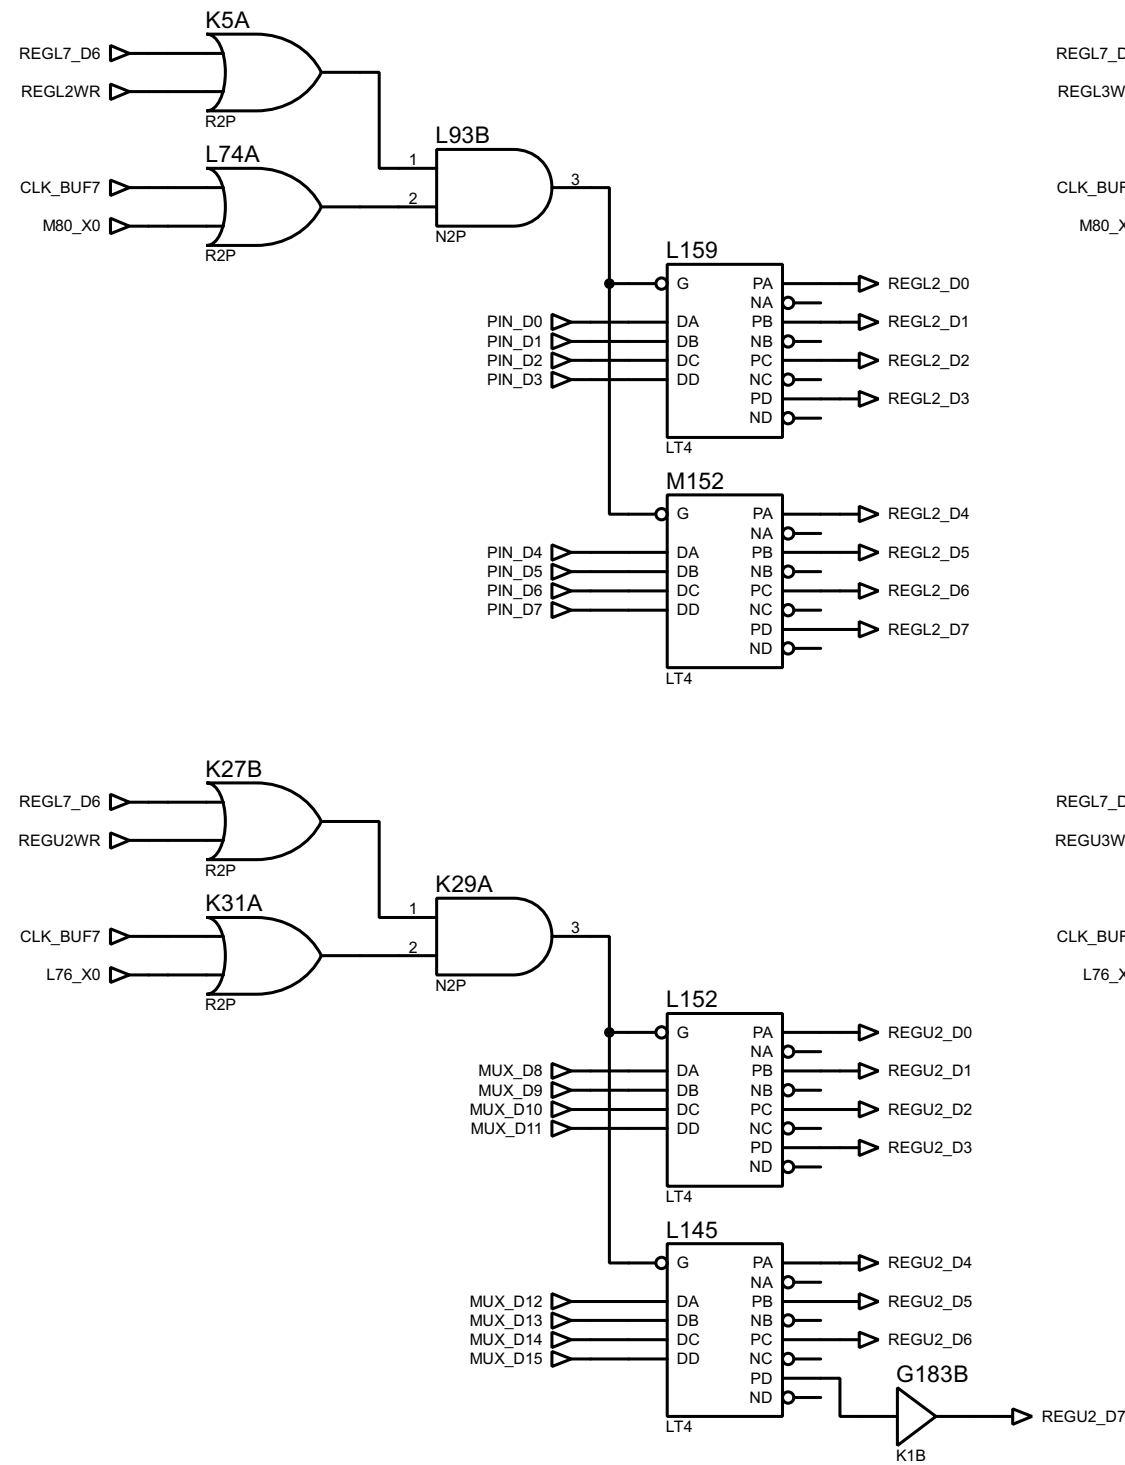 K5A
REGL7_D6
REGL2WR
R2P
L74A
CLK_BUF7
M80_X0
R2P
L93B
1
2
3
N2P
L159
G PA
NA
PIN_D0 DA PB
PIN_D1 DB NB
PIN_D2 DC PC
PIN_D3 DD NC
PD
ND
LT4
REGL2_D0
REGL2_D1
REGL2_D2
REGL2_D3
M152
G PA
NA
PIN_D4 DA PB
PIN_D5 DB NB
PIN_D6 DC PC
PIN_D7 DD NC
PD
ND
LT4
REGL2_D4
REGL2_D5
REGL2_D6
REGL2_D7
K27B
REGL7_D6
REGU2WR
R2P
K31A
CLK_BUF7
L76_X0
R2P
K29A
1
2
3
N2P
L152
G PA
NA
MUX_D8 DA PB
MUX_D9 DB NB
MUX_D10 DC PC
MUX_D11 DD NC
PD
ND
LT4
REGU2_D0
REGU2_D1
REGU2_D2
REGU2_D3
L145
G PA
NA
MUX_D12 DA PB
MUX_D13 DB NB
MUX_D14 DC PC
MUX_D15 DD NC
PD
ND
LT4
REGU2_D4
REGU2_D5
REGU2_D6
G183B
K1B
REGU2_D7